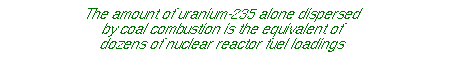 The amount of uranium-235 alone dispersed
by coal combustion is the equivalent of
dozens of nuclear reactor fuel loadings